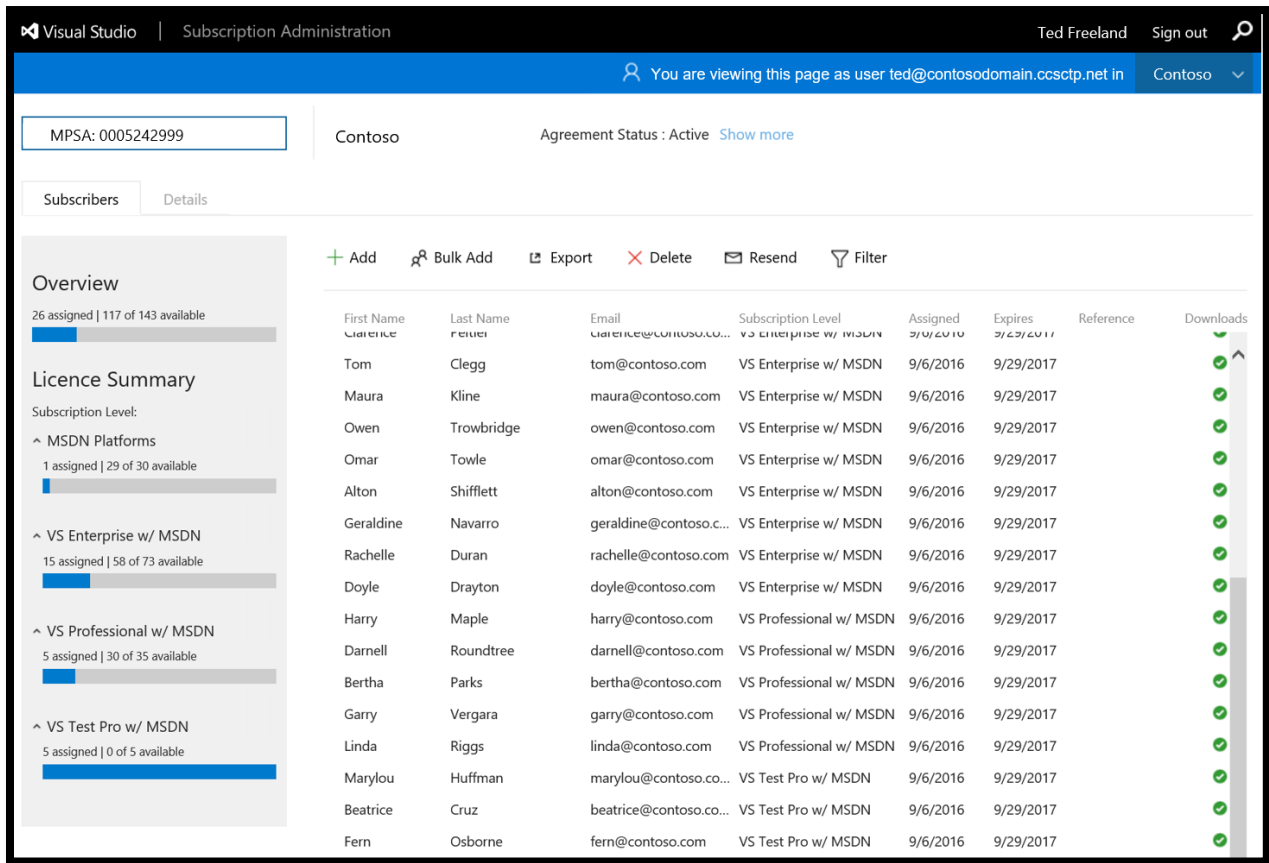 Visual Studio | Subscription Administration Ted Freeland Sign out
You are viewing this page as user ted@contosodomain.ccsctp.net in Contoso
MPSA: 0005242999 Contoso Agreement Status : Active Show more
Subscribers Details
Overview
26 assigned | 117 of 143 available
Licence Summary
Subscription Level:
MSDN Platforms
1 assigned | 29 of 30 available
VS Enterprise w/ MSDN
15 assigned | 58 of 73 available
VS Professional w/ MSDN
5 assigned | 30 of 35 available
VS Test Pro w/ MSDN
5 assigned | 0 of 5 available
Add Bulk Add Export Delete Resend Filter
First Name Last Name Email Subscription Level Assigned Expires Reference Downloads
Clarence Peltier clarence@contoso.co... VS Enterprise w/ MSDN 9/6/2016 9/29/2017
Tom Clegg tom@contoso.com VS Enterprise w/ MSDN 9/6/2016 9/29/2017
Maura Kline maura@contoso.com VS Enterprise w/ MSDN 9/6/2016 9/29/2017
Owen Trowbridge owen@contoso.com VS Enterprise w/ MSDN 9/6/2016 9/29/2017
Omar Towle omar@contoso.com VS Enterprise w/ MSDN 9/6/2016 9/29/2017
Alton Shifflett alton@contoso.com VS Enterprise w/ MSDN 9/6/2016 9/29/2017
Geraldine Navarro geraldine@contoso.c... VS Enterprise w/ MSDN 9/6/2016 9/29/2017
Rachelle Duran rachelle@contoso.com VS Enterprise w/ MSDN 9/6/2016 9/29/2017
Doyle Drayton doyle@contoso.com VS Enterprise w/ MSDN 9/6/2016 9/29/2017
Harry Maple harry@contoso.com VS Professional w/ MSDN 9/6/2016 9/29/2017
Darnell Roundtree darnell@contoso.com VS Professional w/ MSDN 9/6/2016 9/29/2017
Bertha Parks bertha@contoso.com VS Professional w/ MSDN 9/6/2016 9/29/2017
Garry Vergara garry@contoso.com VS Professional w/ MSDN 9/6/2016 9/29/2017
Linda Riggs linda@contoso.com VS Professional w/ MSDN 9/6/2016 9/29/2017
Marylou Huffman marylou@contoso.co... VS Test Pro w/ MSDN 9/6/2016 9/29/2017
Beatrice Cruz beatrice@contoso.co... VS Test Pro w/ MSDN 9/6/2016 9/29/2017
Fern Osborne fern@contoso.com VS Test Pro w/ MSDN 9/6/2016 9/29/2017